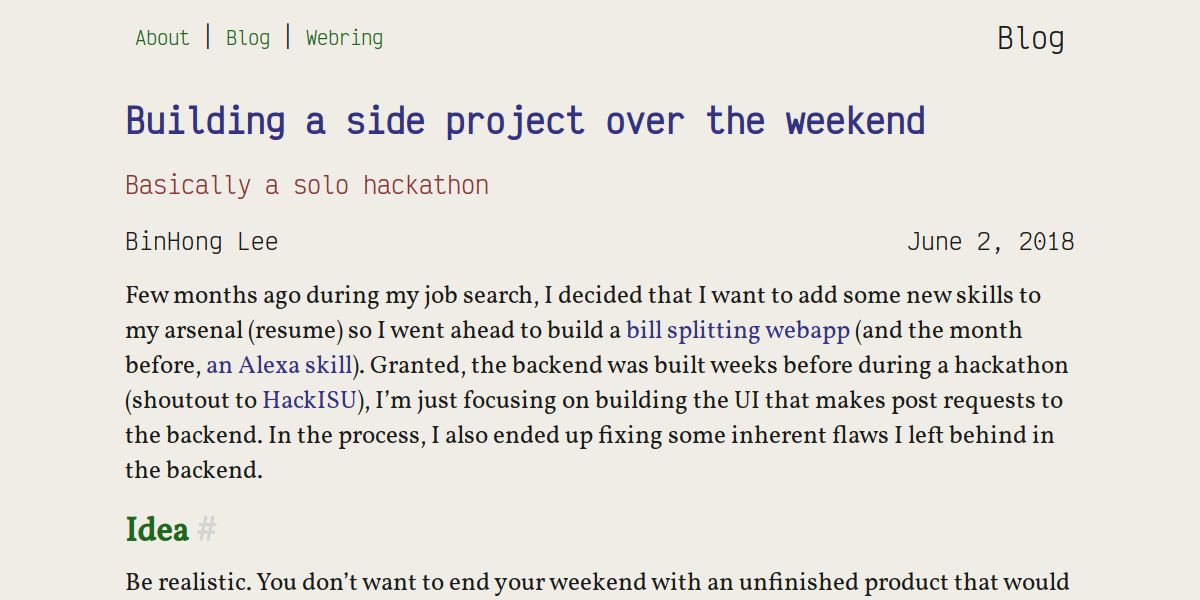 About | Blog | Webring
Blog
Building a side project over the weekend
Basically a solo hackathon
BinHong Lee
June 2, 2018
Few months ago during my job search, I decided that I want to add some new skills to
my arsenal (resume) so I went ahead to build a bill splitting webapp (and the month
before, an Alexa skill). Granted, the backend was built weeks before during a hackathon
(shoutout to HackISU), I’m just focusing on building the UI that makes post requests to
the backend. In the process, I also ended up fixing some inherent flaws I left behind in
the backend.
Idea #
Be realistic. You don’t want to end your weekend with an unfinished product that would